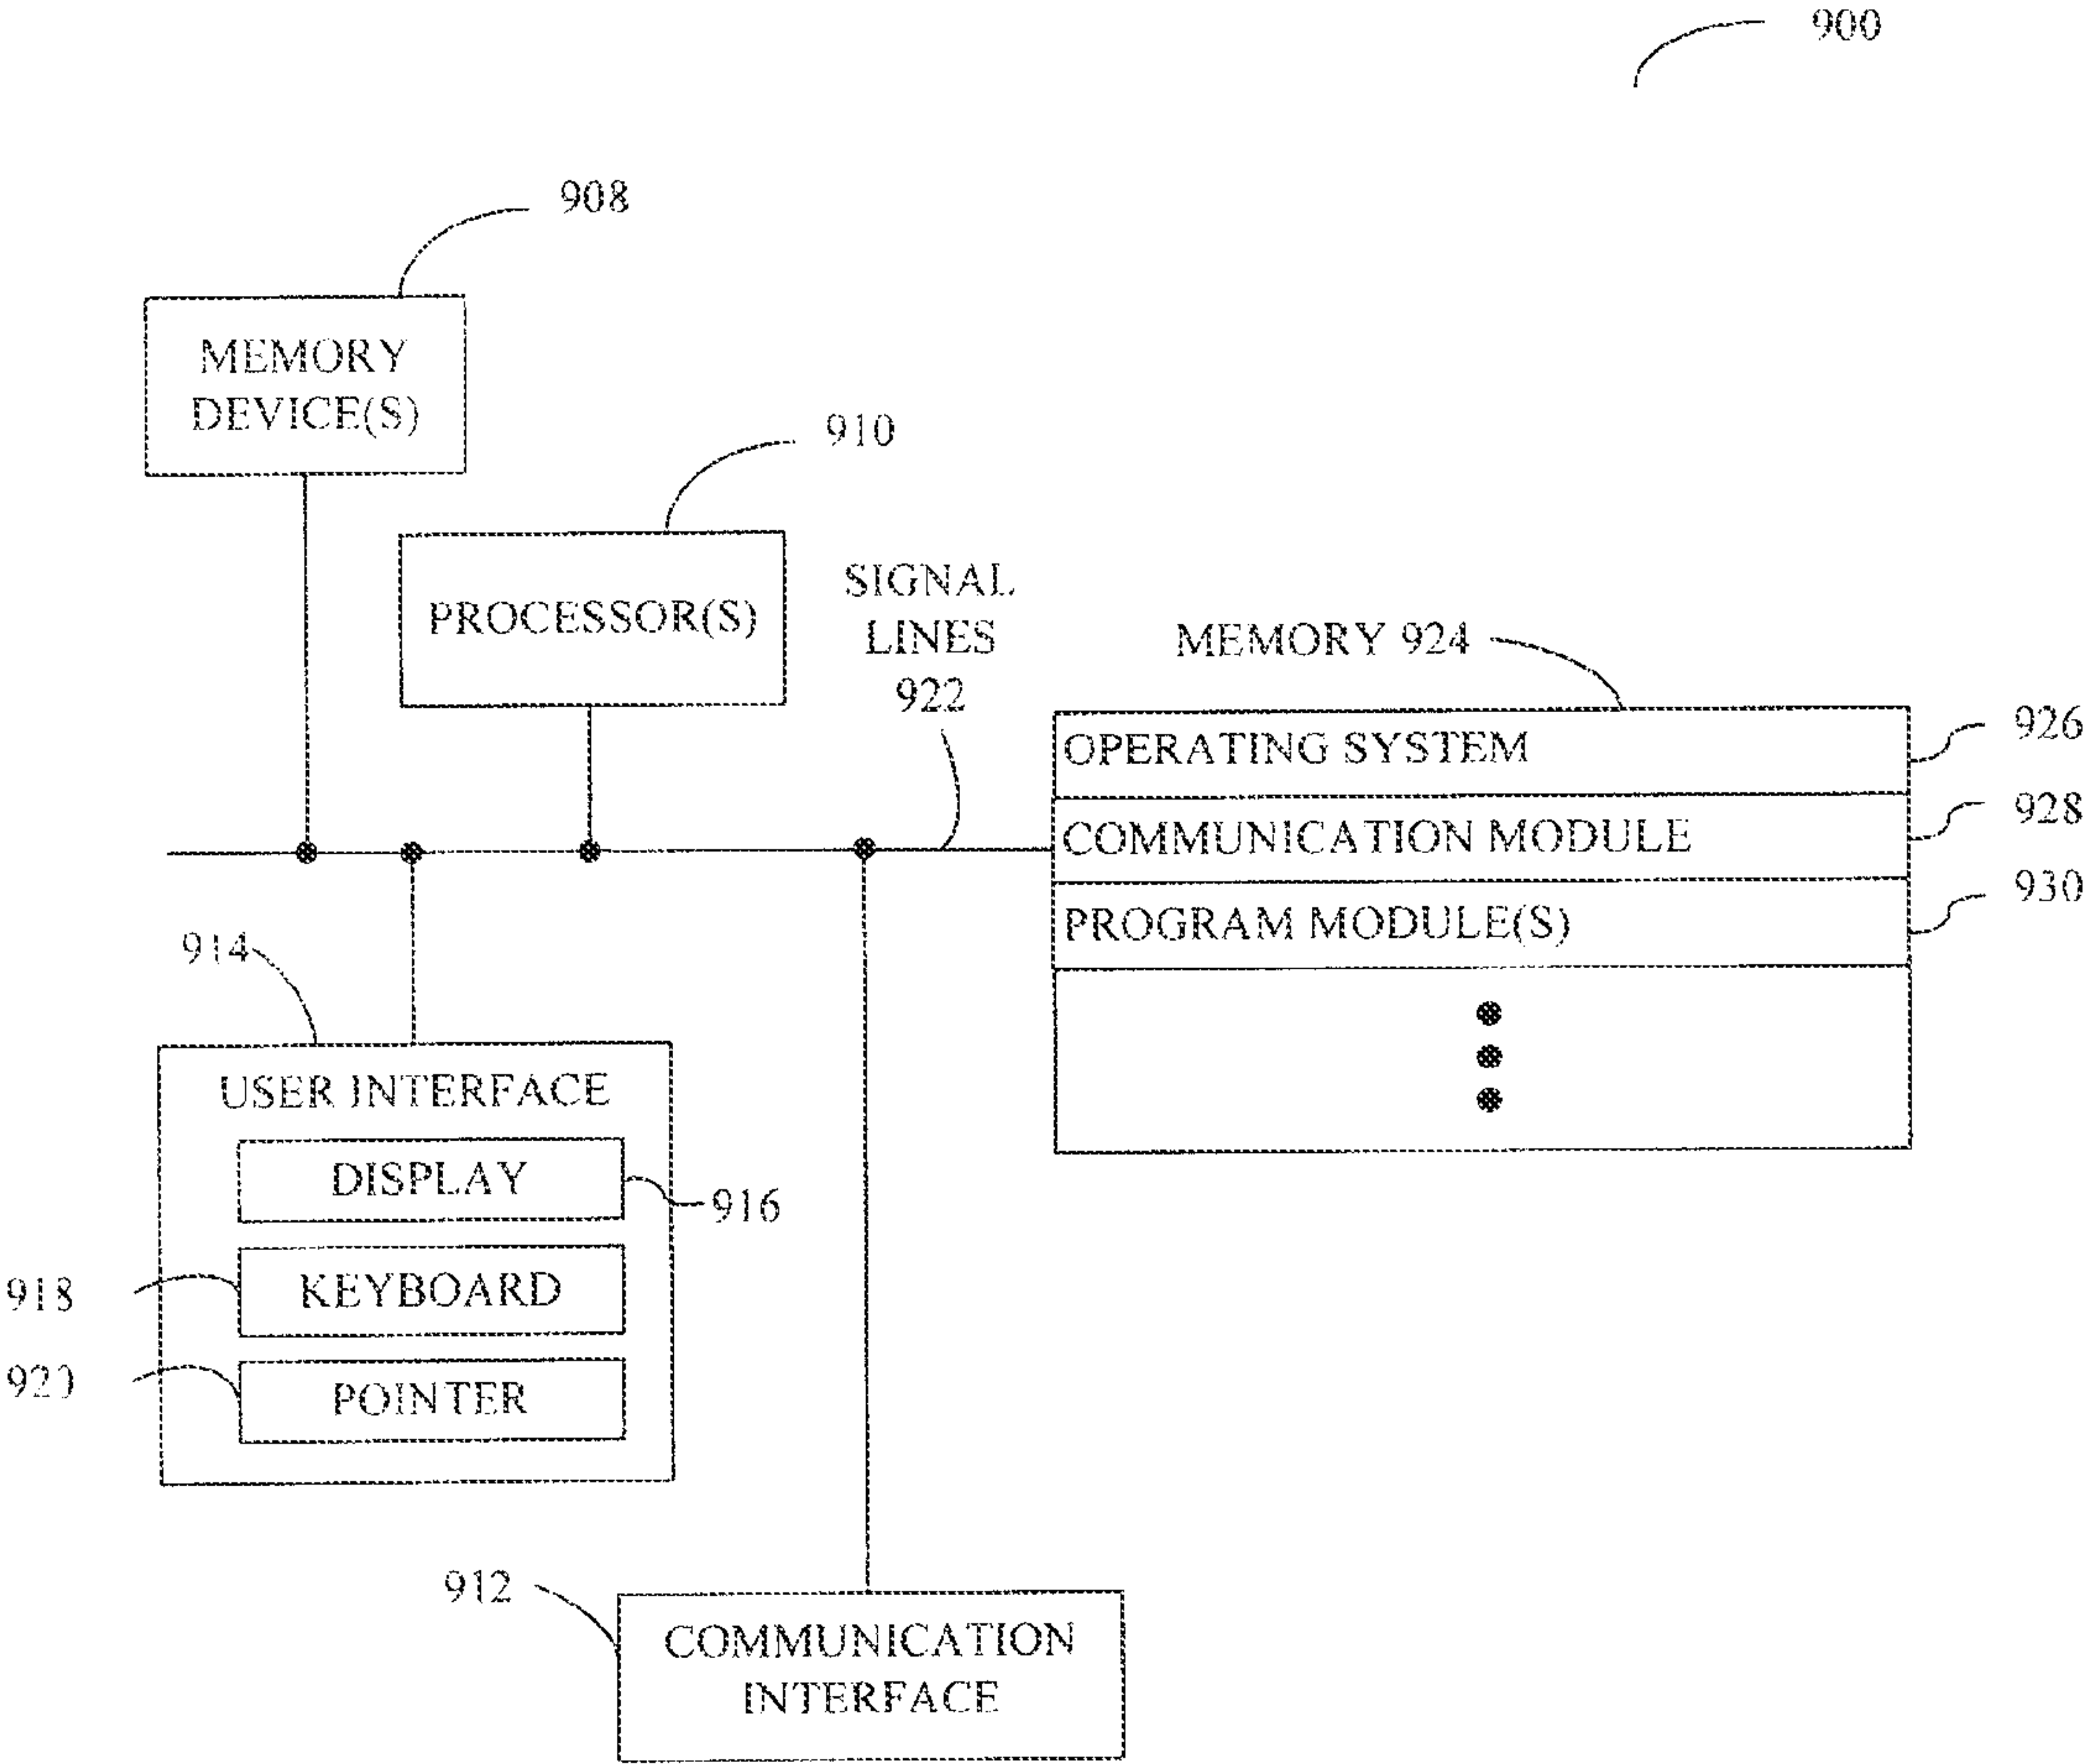 900
908
MEMORY
DEVICE(S)
910
PROCESSOR(S)
SIGNAL
LINES
922
MEMORY 924
OPERATING SYSTEM
926
COMMUNICATION MODULE
928
PROGRAM MODULE(S)
930
914
USER INTERFACE
DISPLAY
916
918
KEYBOARD
920
POINTER
912
COMMUNICATION
INTERFACE